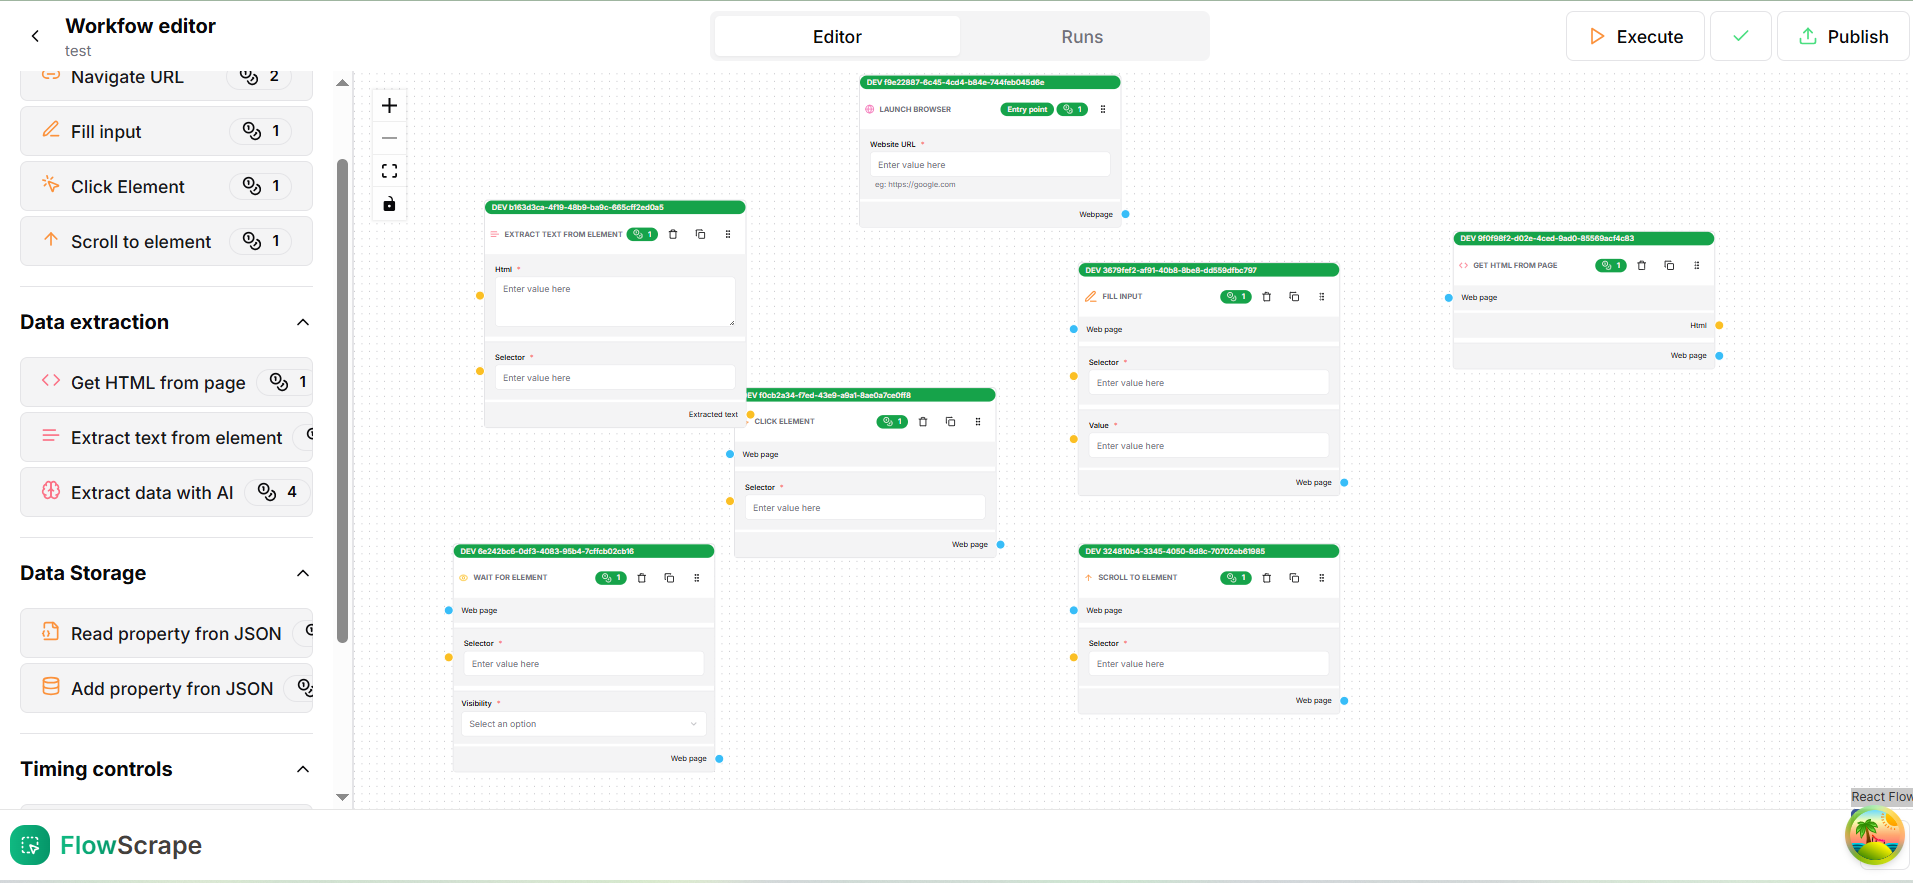 Workfow editor
test
Editor
Runs
Execute
Publish
Navigate URL 2
Fill input 1
Click Element 1
Scroll to element 1
Data extraction
Get HTML from page 1
Extract text from element
Extract data with AI 4
Data Storage
Read property fron JSON
Add property fron JSON
Timing controls
DEV f9e22887-6c45-4cd4-b84e-744feb045d6e
LAUNCH BROWSER Entry point 1
Website URL *
Enter value here
eg: https://google.com
Webpage
DEV b163d3ca-4f19-48b9-ba9c-665cff2ed0a5
EXTRACT TEXT FROM ELEMENT 1
Html *
Enter value here
Selector *
Enter value here
Extracted text
EV f0cb2a34-f7ed-43e9-a9a1-8ae0a7ce0ff8
CLICK ELEMENT 1
Web page
Selector *
Enter value here
Web page
DEV 3679fef2-af91-40b8-8be8-dd559dfbc797
FILL INPUT 1
Web page
Selector *
Enter value here
Value *
Enter value here
Web page
DEV 9f0f98f2-d02e-4ced-9ad0-85569acf4c83
GET HTML FROM PAGE 1
Web page
Html
Web page
DEV 6e242bc6-0df3-4083-95b4-7cffcb02cb16
WAIT FOR ELEMENT 1
Web page
Selector *
Enter value here
Visibility *
Select an option
Web page
DEV 324810b4-3345-4050-8d8c-70702eb61985
SCROLL TO ELEMENT 1
Web page
Selector *
Enter value here
Web page
React Flow
FlowScrape